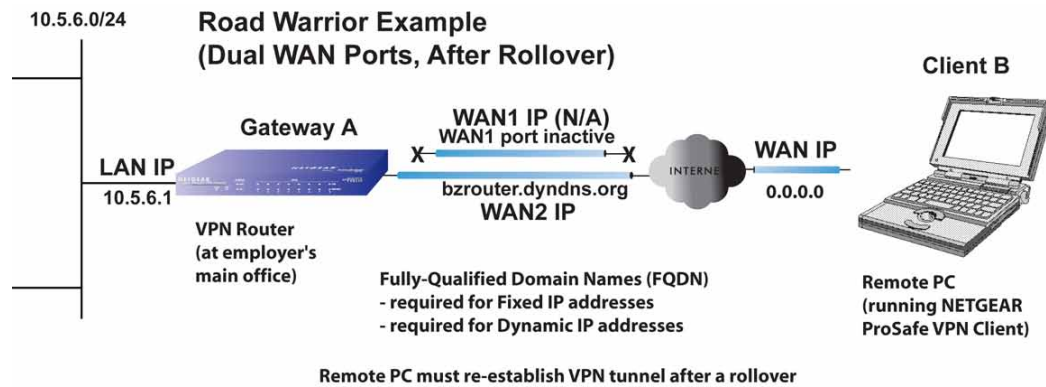 10.5.6.0/24
Road Warrior Example
(Dual WAN Ports, After Rollover)
Client B
Gateway A
WAN1 IP (N/A)
WAN1 port inactive
X
X
LAN IP
10.5.6.1
NETGEAR
bzrouter.dyndns.org
WAN2 IP
INTERNE
WAN IP
0.0.0.0
VPN Router
(at employer's
main office)
Fully-Qualified Domain Names (FQDN)
- required for Fixed IP addresses
- required for Dynamic IP addresses
Remote PC
(running NETGEAR
ProSafe VPN Client)
Remote PC must re-establish VPN tunnel after a rollover